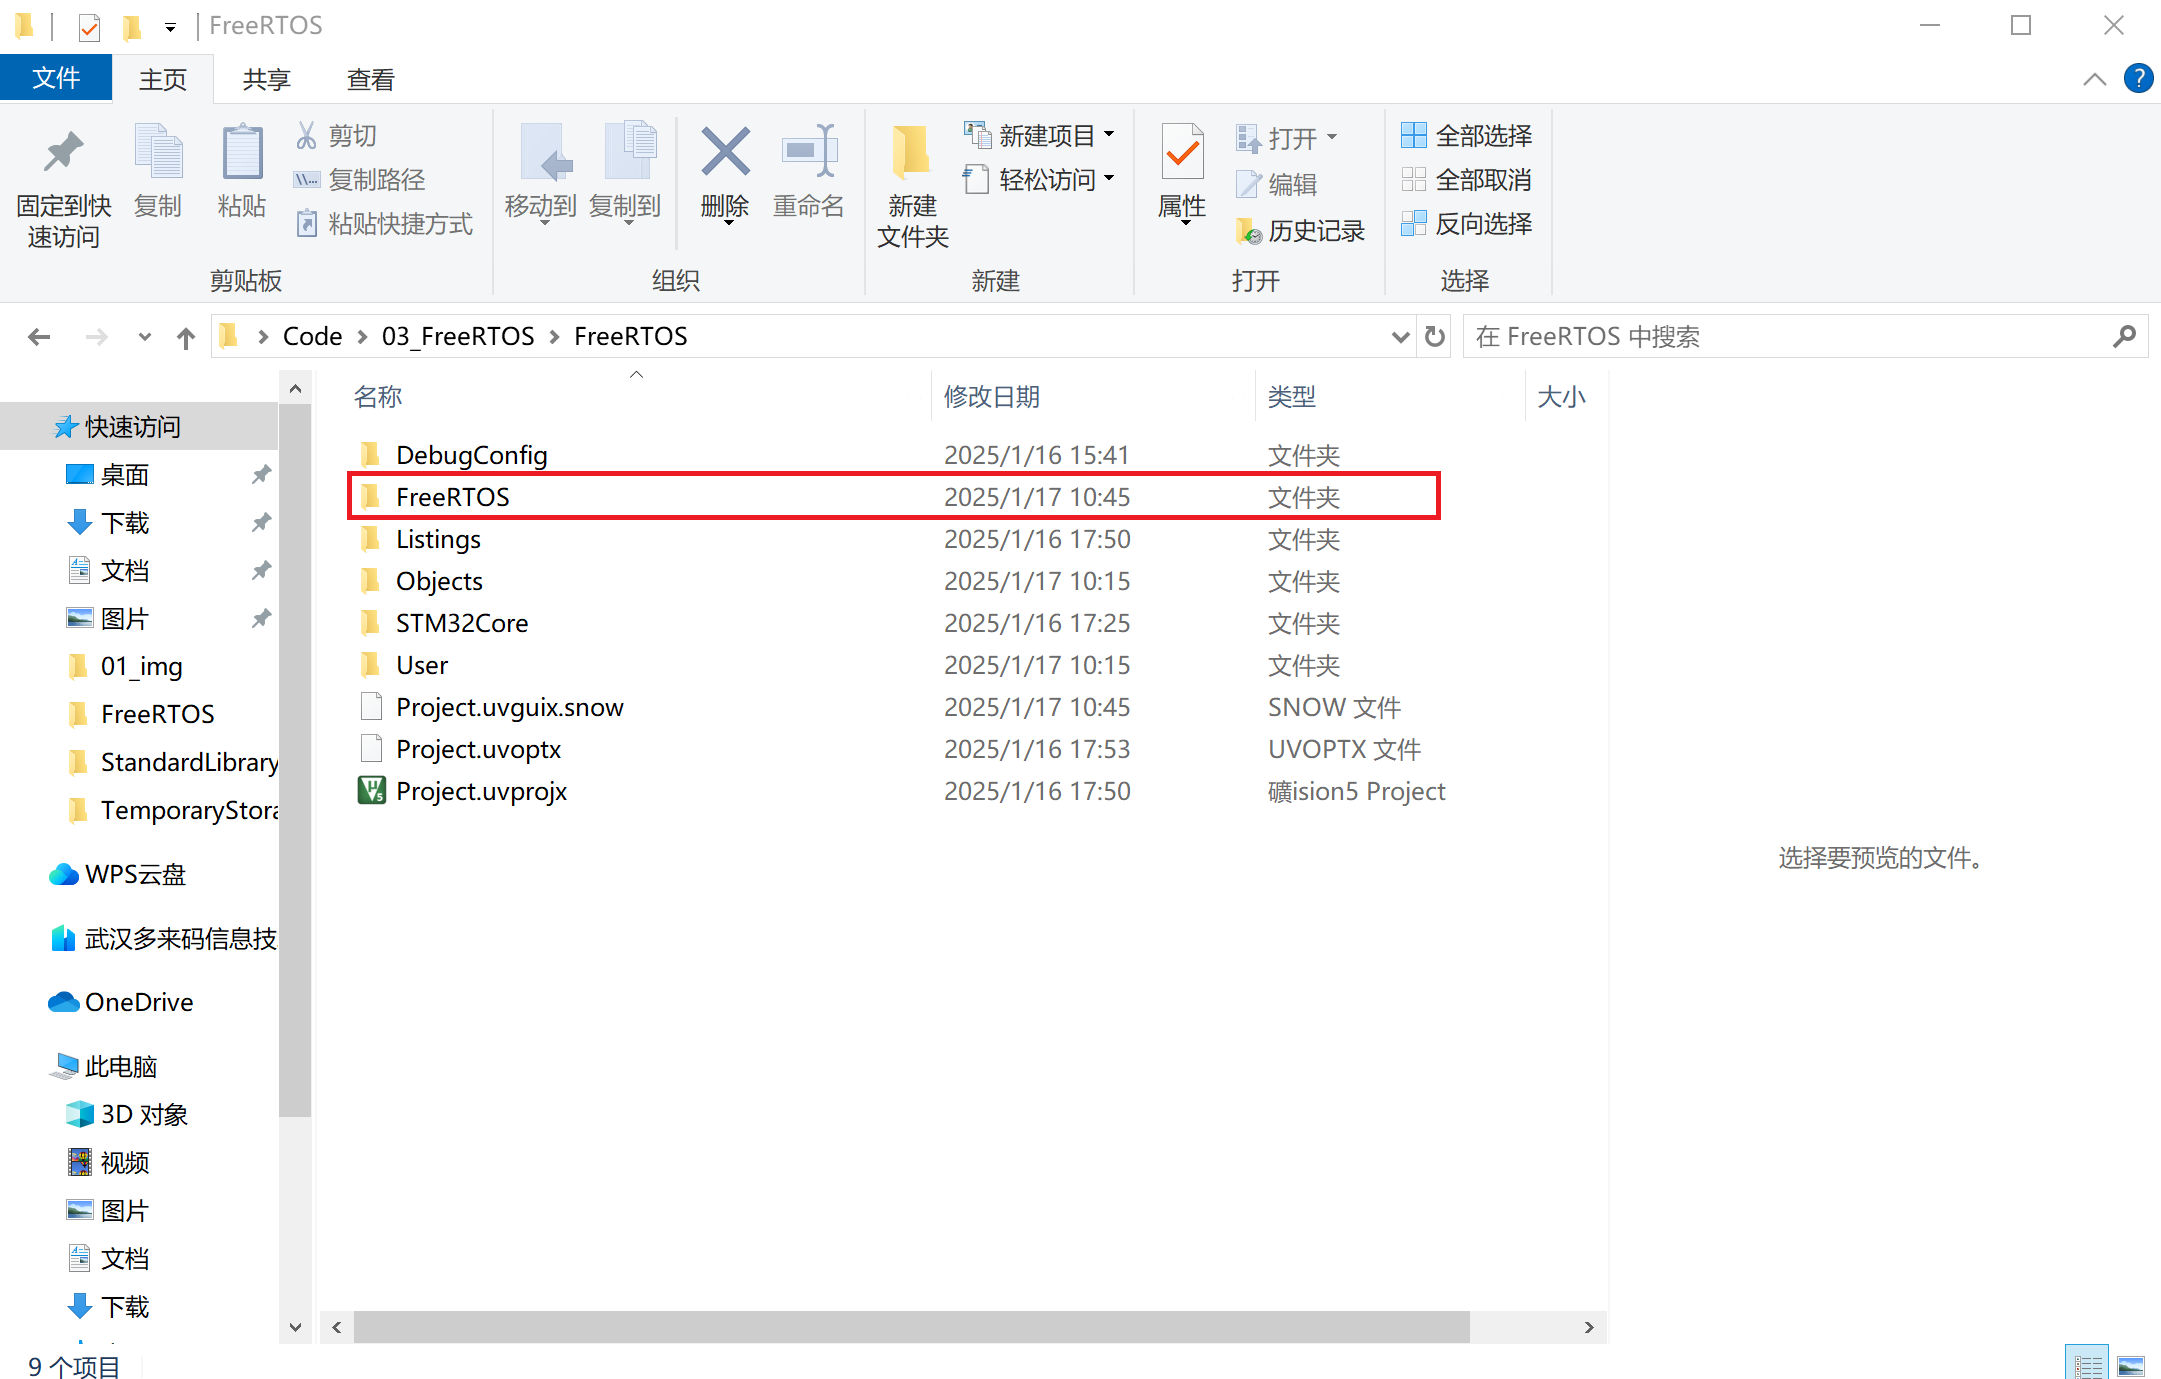 FreeRTOS
文件 主页 共享 查看
固定到快速访问
复制
粘贴
剪切
复制路径
粘贴快捷方式
剪贴板
移动到
复制到
删除
重命名
组织
新建文件夹
新建项目
轻松访问
新建
属性
打开
编辑
历史记录
打开
全部选择
全部取消
反向选择
选择
Code 03_FreeRTOS FreeRTOS
在 FreeRTOS 中搜索
快速访问
桌面
下载
文档
图片
01_img
FreeRTOS
StandardLibrary
TemporaryStora
WPS云盘
武汉多来码信息技
OneDrive
此电脑
3D 对象
视频
图片
文档
下载
名称 修改日期 类型 大小
DebugConfig 2025/1/16 15:41 文件夹
FreeRTOS 2025/1/17 10:45 文件夹
Listings 2025/1/16 17:50 文件夹
Objects 2025/1/17 10:15 文件夹
STM32Core 2025/1/16 17:25 文件夹
User 2025/1/17 10:15 文件夹
Project.uvguix.snow 2025/1/17 10:45 SNOW 文件
Project.uvoptx 2025/1/16 17:53 UVOPTX 文件
Project.uvprojx 2025/1/16 17:50 礦ision5 Project
选择要预览的文件。
9 个项目